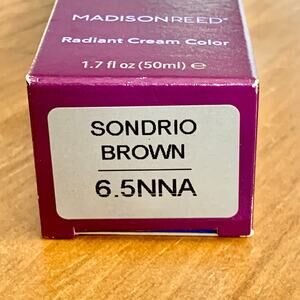 MADISONREED®
Radiant Cream Color
1.7 fl oz (50ml) ℮
SONDRIO
BROWN
6.5NNA